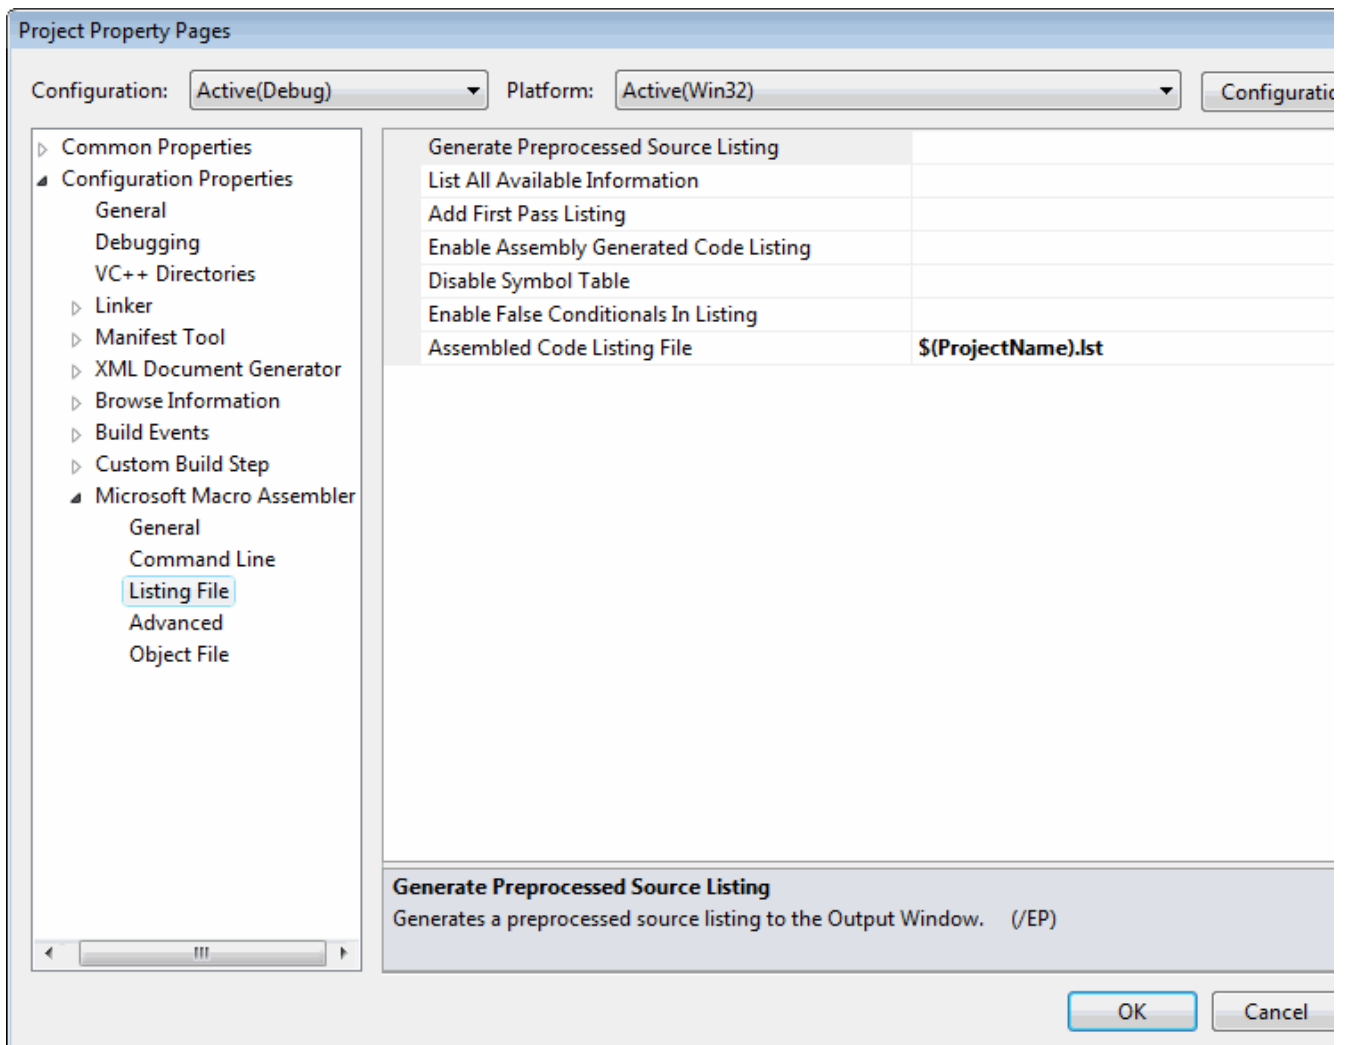 Project Property Pages
Configuration: Active(Debug) Platform: Active(Win32) Configuratio
Common Properties
Configuration Properties
General
Debugging
VC++ Directories
Linker
Manifest Tool
XML Document Generator
Browse Information
Build Events
Custom Build Step
Microsoft Macro Assembler
General
Command Line
Listing File
Advanced
Object File
Generate Preprocessed Source Listing
List All Available Information
Add First Pass Listing
Enable Assembly Generated Code Listing
Disable Symbol Table
Enable False Conditionals In Listing
Assembled Code Listing File $(ProjectName).lst
Generate Preprocessed Source Listing
Generates a preprocessed source listing to the Output Window. (/EP)
OK Cancel